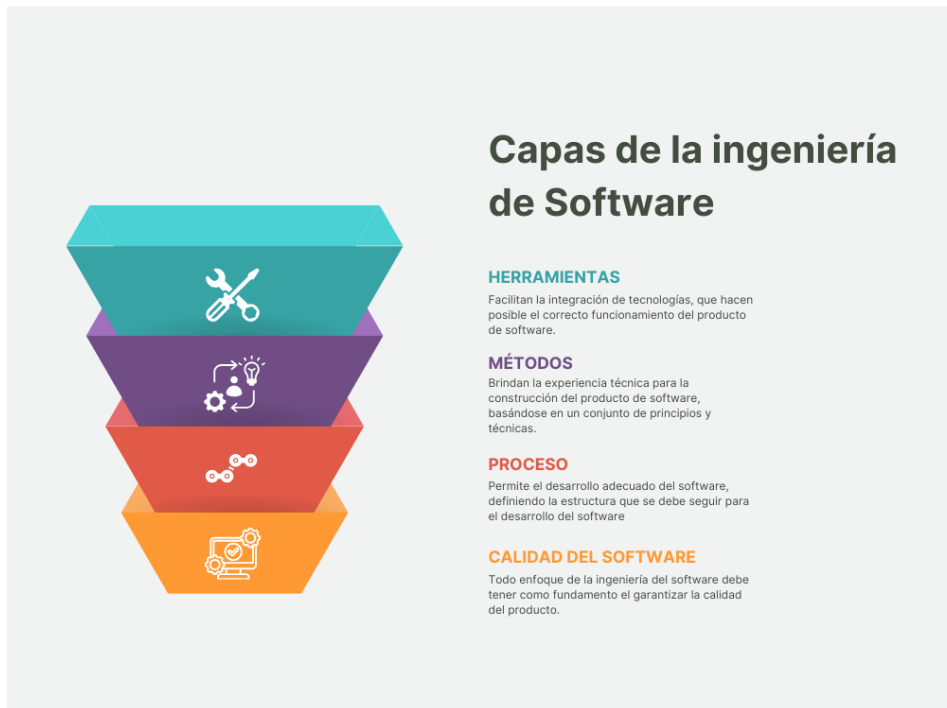 Capas de la ingeniería
de Software
HERRAMIENTAS
Facilitan la integración de tecnologías, que hacen
posible el correcto funcionamiento del producto
de software.
MÉTODOS
Brindan la experiencia técnica para la
construcción del producto de software,
basándose en un conjunto de principios y
técnicas.
PROCESO
Permite el desarrollo adecuado del software,
definiendo la estructura que se debe seguir para
el desarrollo del software
CALIDAD DEL SOFTWARE
Todo enfoque de la ingeniería del software debe
tener como fundamento el garantizar la calidad
del producto.